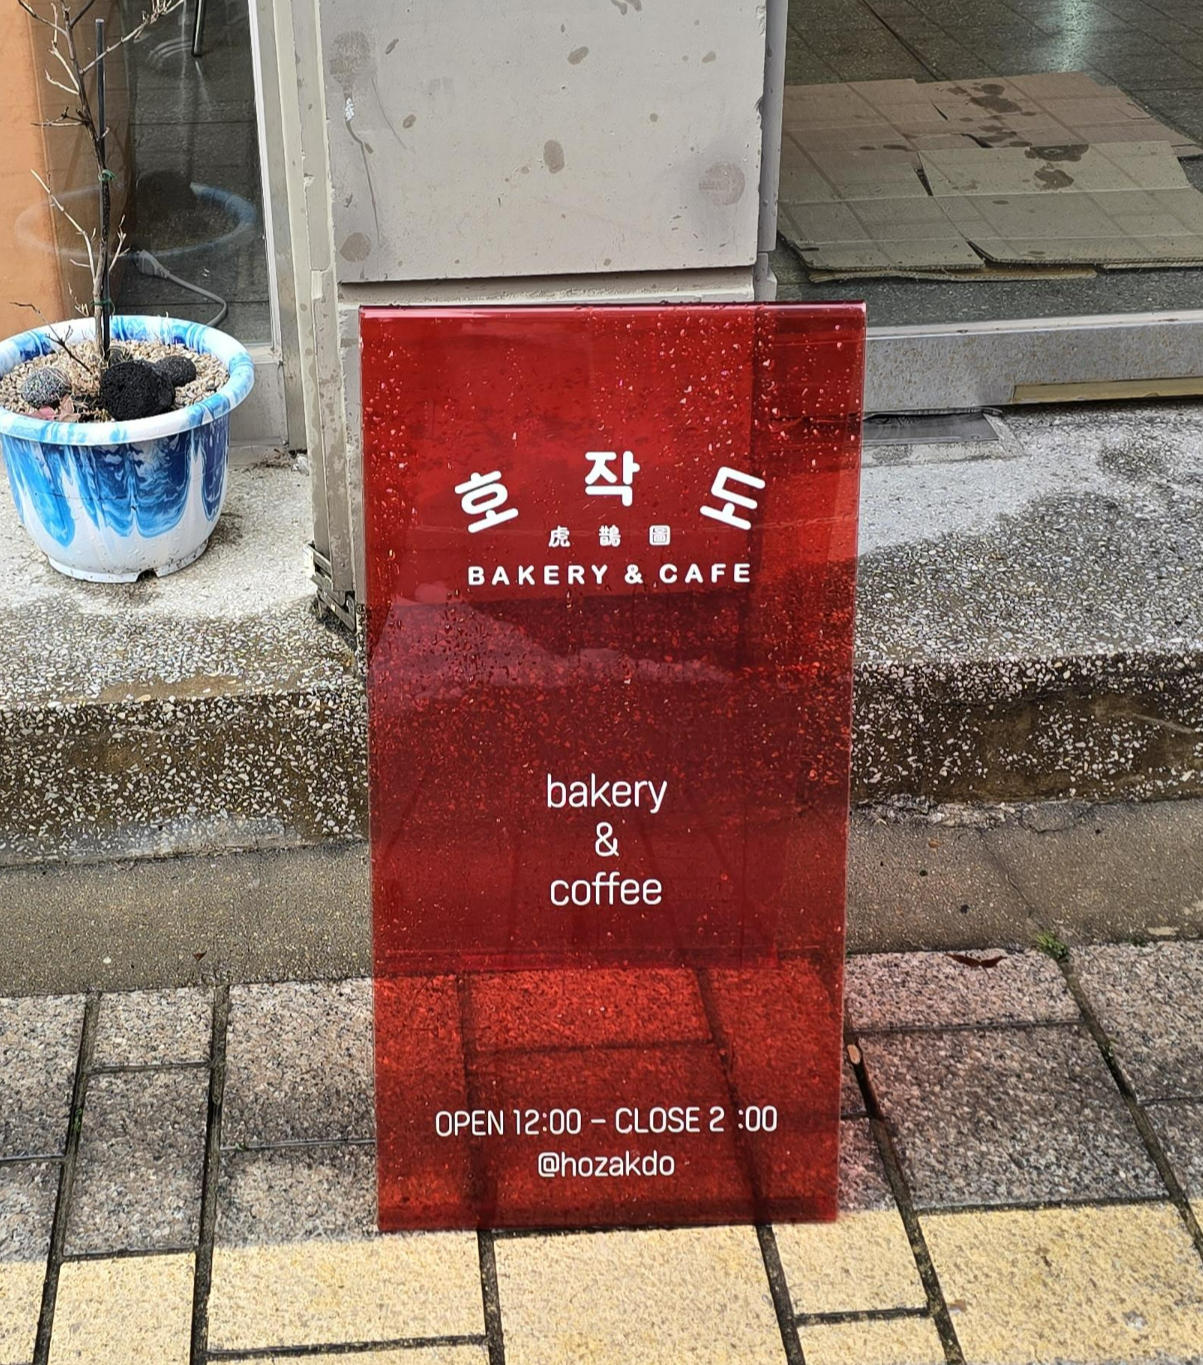 호작도
虎鵲圖
BAKERY & CAFE
bakery
&
coffee
OPEN 12:00 – CLOSE 2 :00
@hozakdo